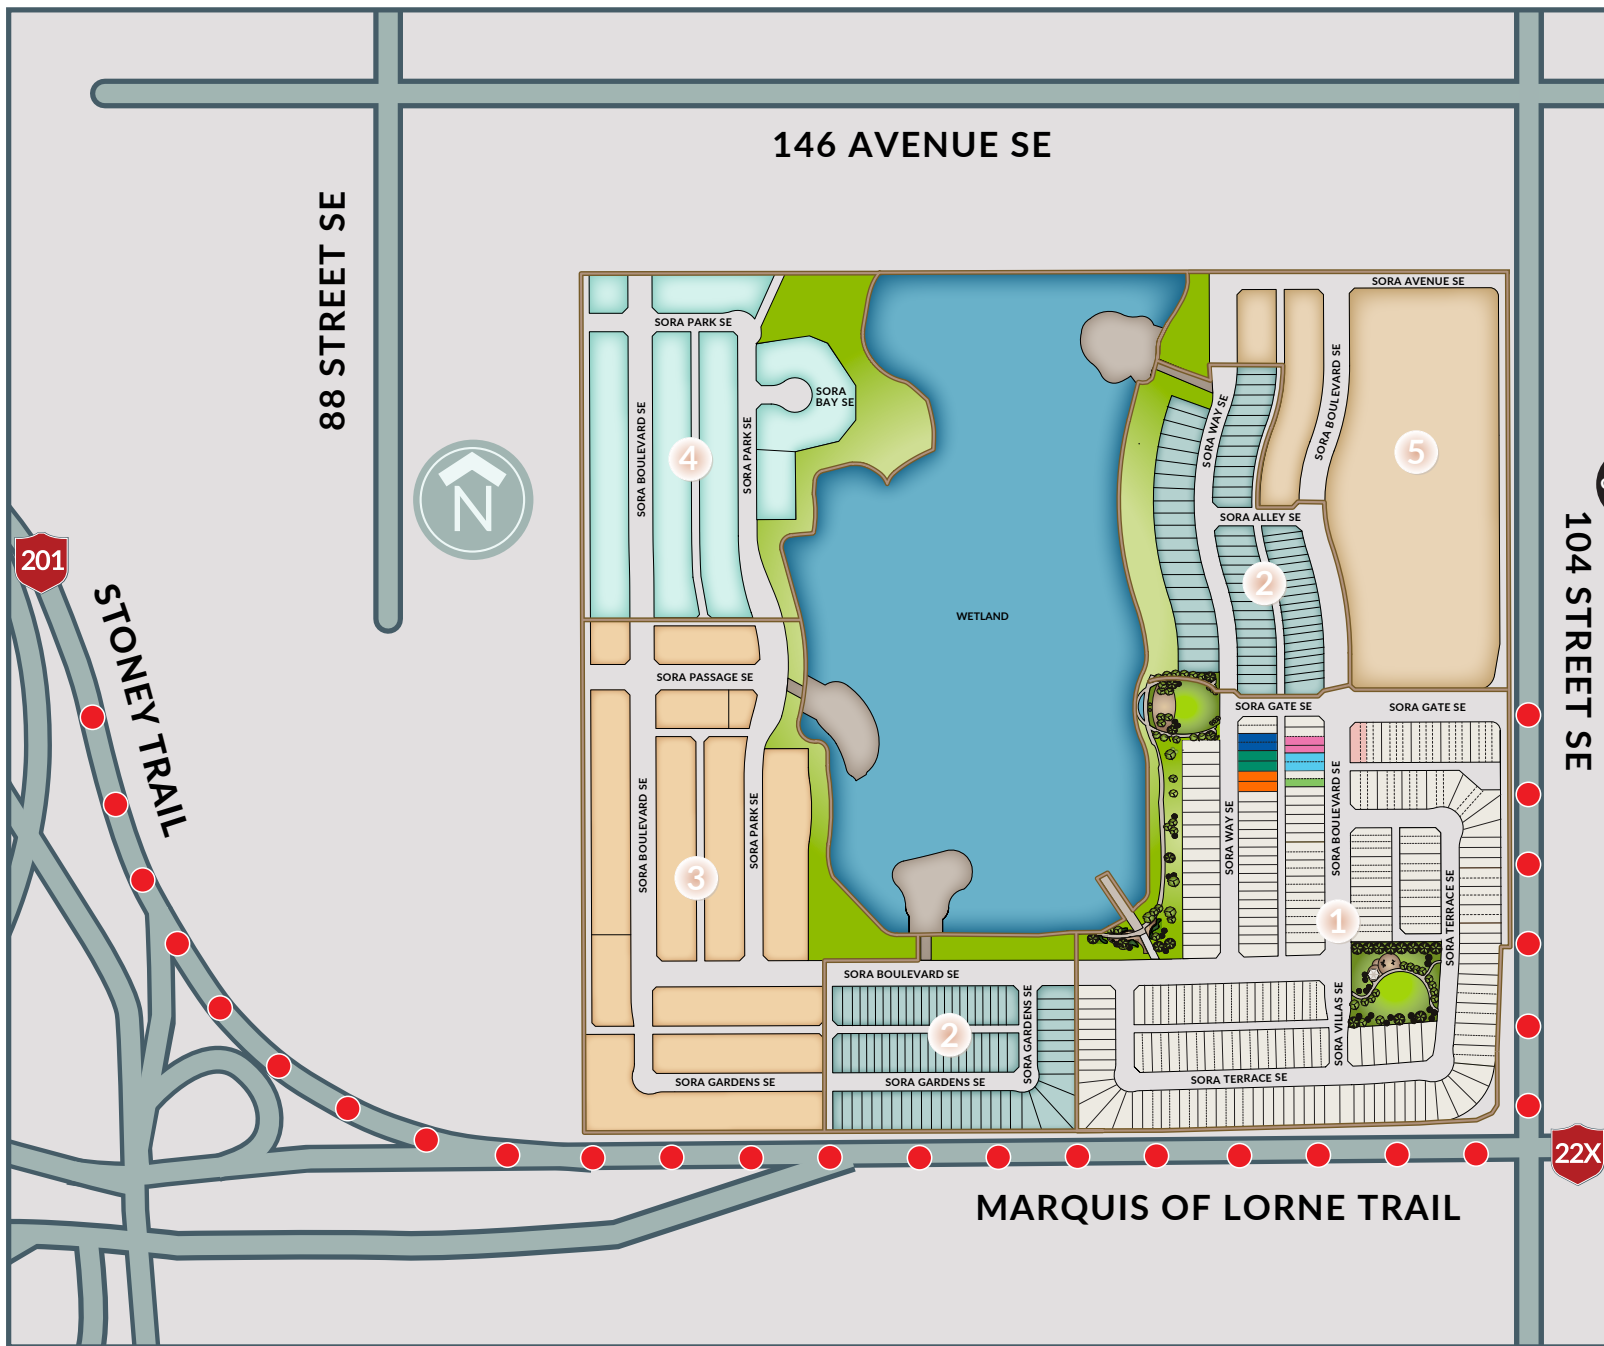 146 AVENUE SE
88 STREET SE
SORA AVENUE SE
SORA PARK SE
SORA
BAY SE
SORA BOULEVARD SE
SORA PARK SE
4
N
SORA WAY SE
SORA BOULEVARD SE
5
SORA ALLEY SE
2
104 STREET SE
201
STONEY TRAIL
WETLAND
SORA PASSAGE SE
SORA GATE SE
SORA GATE SE
SORA BOULEVARD SE
SORA PARK SE
3
SORA WAY SE
SORA BOULEVARD SE
1
SORA TERRACE SE
SORA BOULEVARD SE
2
SORA GARDENS SE
SORA VILLAS SE
SORA GARDENS SE
SORA GARDENS SE
SORA TERRACE SE
22X
MARQUIS OF LORNE TRAIL